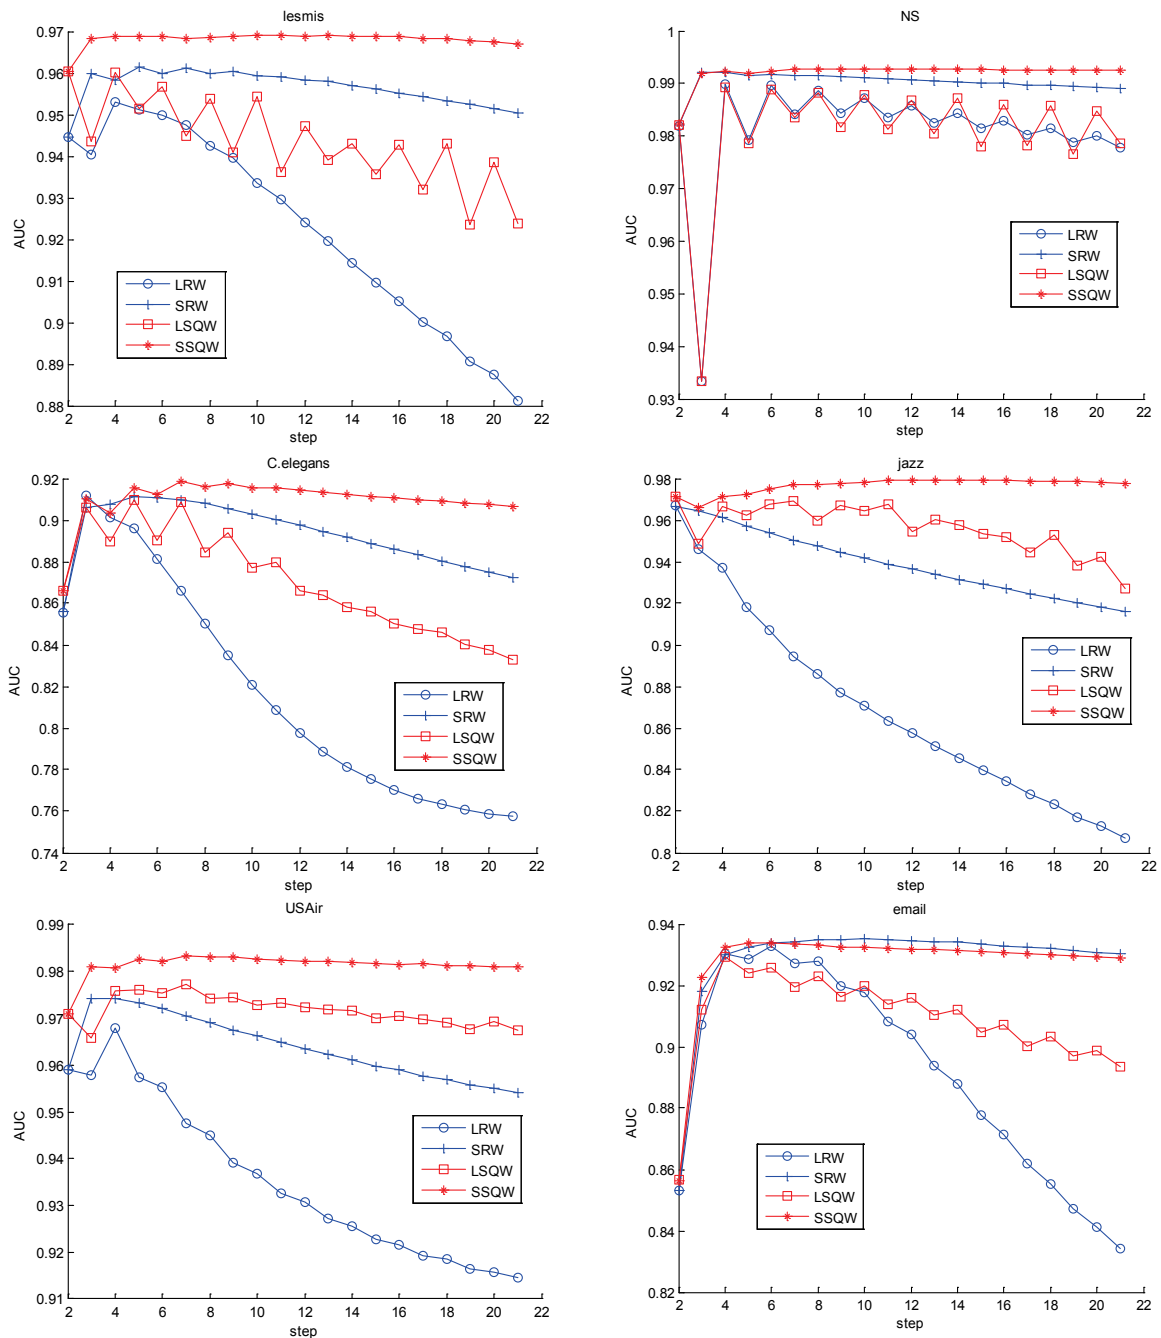 lesmis
0.97
0.96
0.95
0.94
0.93
0.92
0.91
0.9
0.89
0.88
AUC
LRW
SRW
LSQW
SSQW
2 4 6 8 10 12 14 16 18 20 22
step
NS
1
0.99
0.98
0.97
0.96
0.95
0.94
0.93
AUC
LRW
SRW
LSQW
SSQW
2 4 6 8 10 12 14 16 18 20 22
step
C.elegans
0.92
0.9
0.88
0.86
0.84
0.82
0.8
0.78
0.76
0.74
AUC
LRW
SRW
LSQW
SSQW
2 4 6 8 10 12 14 16 18 20 22
step
jazz
0.98
0.96
0.94
0.92
0.9
0.88
0.86
0.84
0.82
0.8
AUC
LRW
SRW
LSQW
SSQW
2 4 6 8 10 12 14 16 18 20 22
step
USAir
0.99
0.98
0.97
0.96
0.95
0.94
0.93
0.92
0.91
AUC
LRW
SRW
LSQW
SSQW
2 4 6 8 10 12 14 16 18 20 22
step
email
0.94
0.92
0.9
0.88
0.86
0.84
0.82
AUC
LRW
SRW
LSQW
SSQW
2 4 6 8 10 12 14 16 18 20 22
step